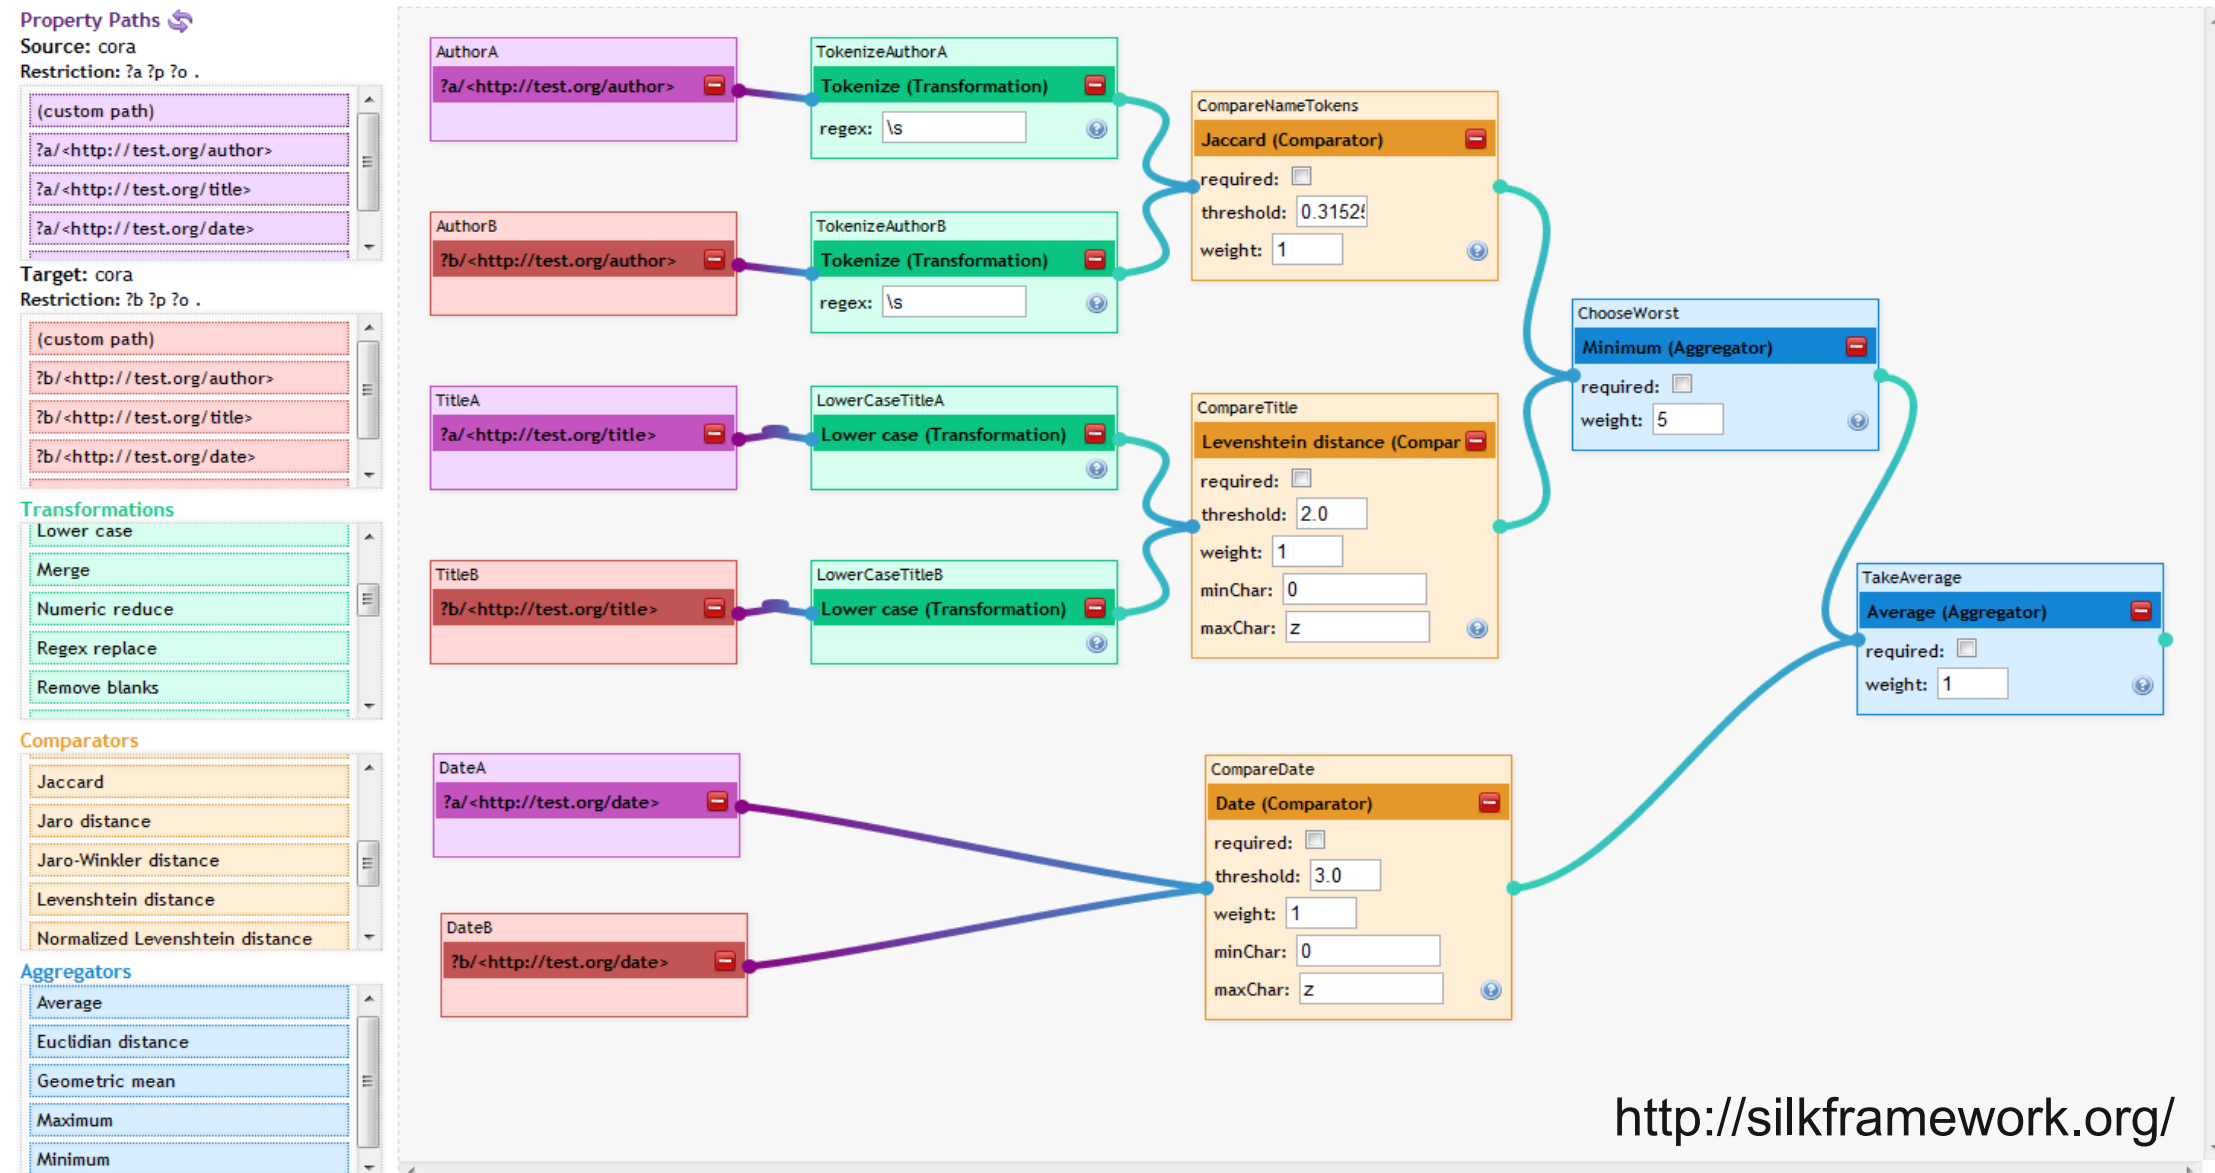 Property Paths
Source: cora
Restriction: ?a ?p ?o .
(custom path)
?a/<http://test.org/author>
?a/<http://test.org/title>
?a/<http://test.org/date>
Target: cora
Restriction: ?b ?p ?o .
(custom path)
?b/<http://test.org/author>
?b/<http://test.org/title>
?b/<http://test.org/date>
Transformations
Lower case
Merge
Numeric reduce
Regex replace
Remove blanks
Comparators
Jaccard
Jaro distance
Jaro-Winkler distance
Levenshtein distance
Normalized Levenshtein distance
Aggregators
Average
Euclidian distance
Geometric mean
Maximum
Minimum
AuthorA
?a/<http://test.org/author>
TokenizeAuthorA
Tokenize (Transformation)
regex: \s
AuthorB
?b/<http://test.org/author>
TokenizeAuthorB
Tokenize (Transformation)
regex: \s
CompareNameTokens
Jaccard (Comparator)
required:
threshold: 0.3152
weight: 1
TitleA
?a/<http://test.org/title>
LowerCaseTitleA
Lower case (Transformation)
TitleB
?b/<http://test.org/title>
LowerCaseTitleB
Lower case (Transformation)
CompareTitle
Levenshtein distance (Compar
required:
threshold: 2.0
weight: 1
minChar: 0
maxChar: z
ChooseWorst
Minimum (Aggregator)
required:
weight: 5
DateA
?a/<http://test.org/date>
DateB
?b/<http://test.org/date>
CompareDate
Date (Comparator)
required:
threshold: 3.0
weight: 1
minChar: 0
maxChar: z
TakeAverage
Average (Aggregator)
required:
weight: 1
http://silkframework.org/